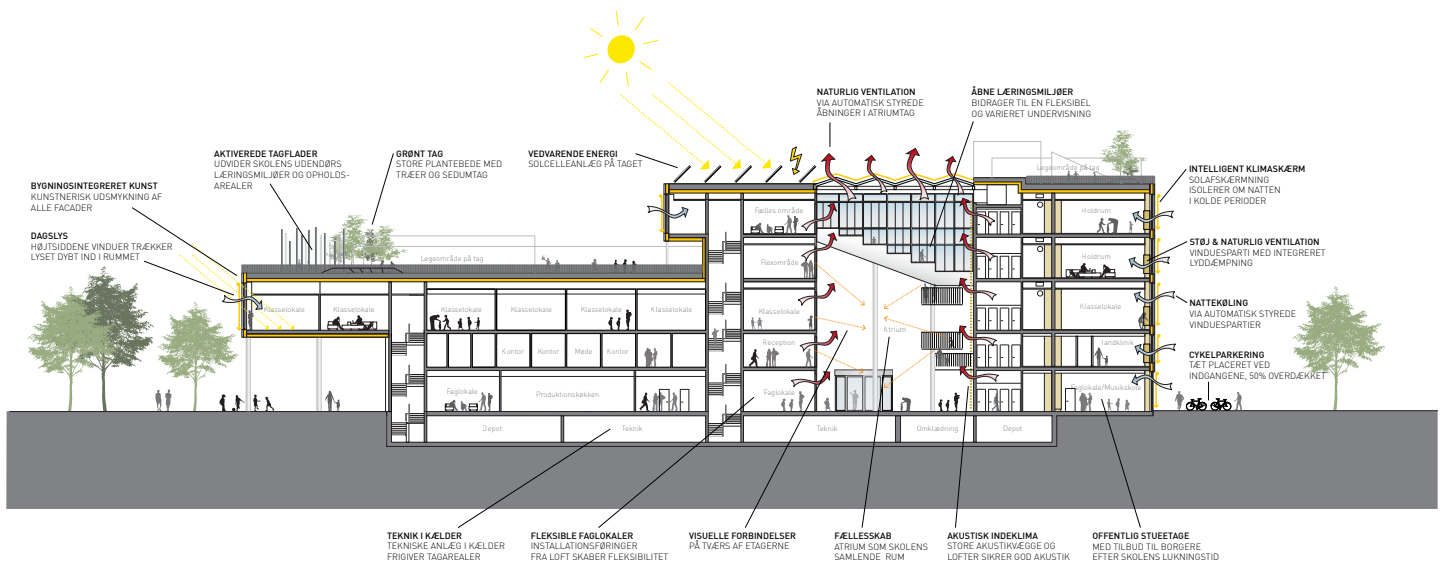 NATURLIG VENTILATION
VIA AUTOMATISK STYREDE
ÅBNINGER I ATRIUMTAG
ÅBNE LÆRINGSMILJØER
BIDRAGER TIL EN FLEKSIBEL
OG VARIERET UNDERVISNING
AKTIVEREDE TAGFLADER
UDVIDER SKOLENS UDENDØRS
LÆRINGSMILJØER OG OPHOLDS-
AREALER
GRØNT TAG
STORE PLANTEBEDE MED
TRÆER OG SEDUMTAG
VEDVARENDE ENERGI
SOLCELLEANLÆG PÅ TAGET
BYGNINGSINTEGRERET KUNST
KUNSTNERISK UDSMYKNING AF
ALLE FACADER
DAGSLYS
HØJTSIDDENE VINDUER TRÆKKER
LYSET DYBT IND I RUMMET
INTELLIGENT KLIMASKÆRM
SOLAFSKÆRMNING
ISOLERER OM NATTEN
I KOLDE PERIODER
STØJ & NATURLIG VENTILATION
VINDUESPARTI MED INTEGRERET
LYDDÆMPNING
NATTEKØLING
VIA AUTOMATISK STYREDE
VINDUESPARTIER
CYKELPARKERING
TÆT PLACERET VED
INDGANGENE, 50% OVERDÆKKET
Legeområde på tag
Legeområde på tag
Fælles område
Holdrum
Flexområde
Holdrum
Klasselokale
Klasselokale
Klasselokale
Klasselokale
Klasselokale
Klasselokale
Klasselokale
Klasselokale
Atrium
Kontor
Kontor
Møde
Kontor
Reception
Tandklinik
Faglokale
Produktionskøkken
Faglokale
Faglokale/Musikskole
Depot
Teknik
Teknik
Omklædning
Depot
TEKNIK I KÆLDER
TEKNISKE ANLÆG I KÆLDER
FRIGIVER TAGAREALER
FLEKSIBLE FAGLOKALER
INSTALLATIONSFØRINGER
FRA LOFT SKABER FLEKSIBILITET
VISUELLE FORBINDELSER
PÅ TVÆRS AF ETAGERNE
FÆLLESSKAB
ATRIUM SOM SKOLENS
SAMLENDE RUM
AKUSTISK INDEKLIMA
STORE AKUSTIKVÆGGE OG
LOFTER SIKRER GOD AKUSTIK
OFFENTLIG STUEETAGE
MED TILBUD TIL BORGERE
EFTER SKOLENS LUKNINGSTID